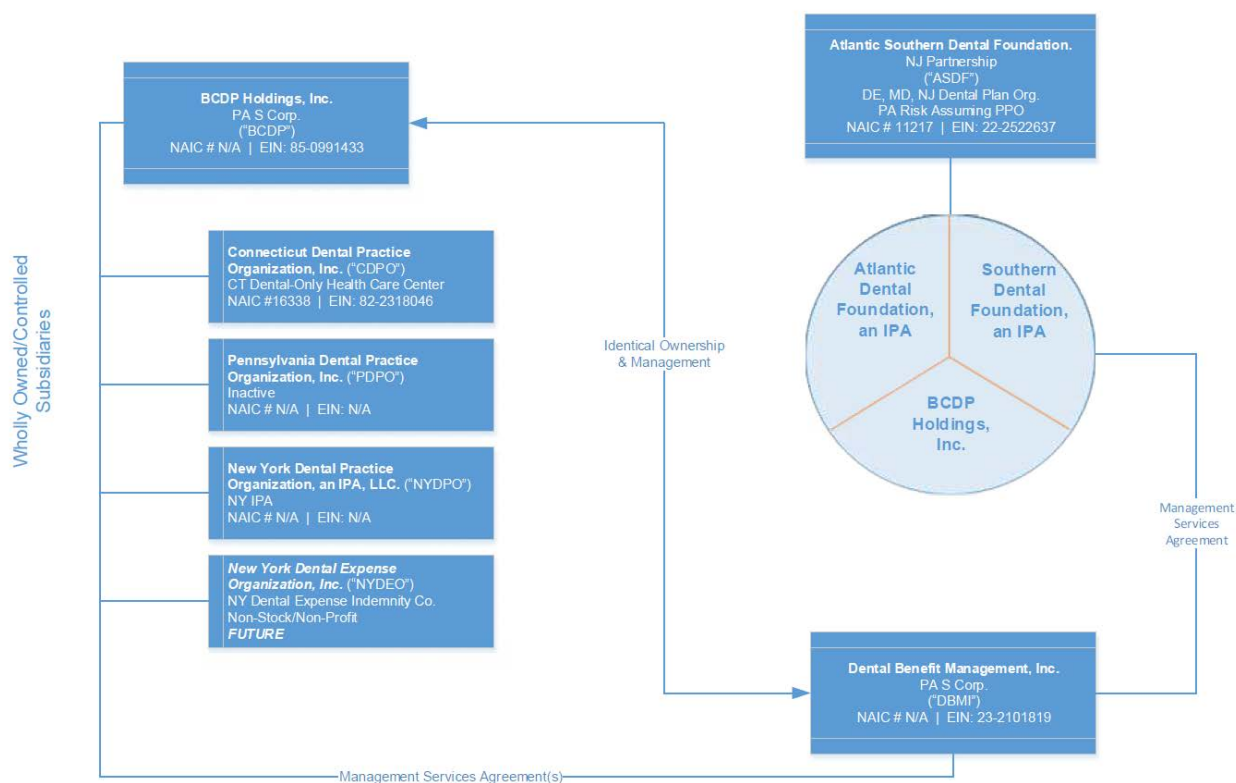 BCDP Holdings, Inc.
PA S Corp.
("BCDP")
NAIC # N/A | EIN: 85-0991433
Atlantic Southern Dental Foundation.
NJ Partnership
("ASDF")
DE, MD, NJ Dental Plan Org.
PA Risk Assuming PPO
NAIC # 11217 | EIN: 22-2522637
Wholly Owned/Controlled
Subsidiaries
Connecticut Dental Practice
Organization, Inc. ("CDPO")
CT Dental-Only Health Care Center
NAIC #16338 | EIN: 82-2318046
Pennsylvania Dental Practice
Organization, Inc. ("PDPO")
Inactive
NAIC # N/A | EIN: N/A
New York Dental Practice
Organization, an IPA, LLC. ("NYDPO")
NY IPA
NAIC # N/A | EIN: N/A
New York Dental Expense
Organization, Inc. ("NYDEO")
NY Dental Expense Indemnity Co.
Non-Stock/Non-Profit
FUTURE
Identical Ownership
& Management
Atlantic
Dental
Foundation,
an IPA
Southern
Dental
Foundation,
an IPA
BCDP
Holdings,
Inc.
Management
Services
Agreement
Dental Benefit Management, Inc.
PA S Corp.
("DBMI")
NAIC # N/A | EIN: 23-2101819
Management Services Agreement(s)